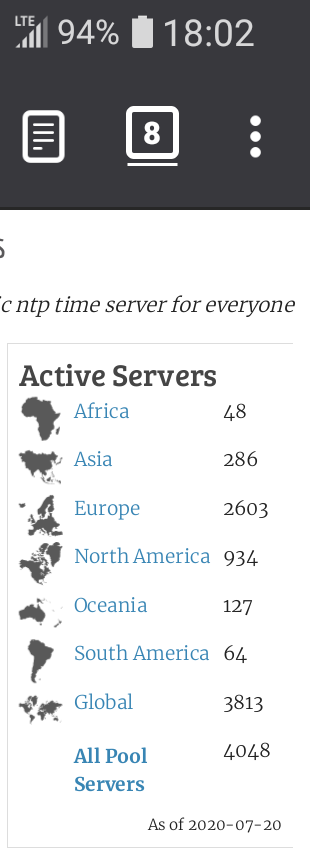 LTE 94% 18:02
8
ic ntp time server for everyone
Active Servers
Africa 48
Asia 286
Europe 2603
North America 934
Oceania 127
South America 64
Global 3813
All Pool 4048
Servers
As of 2020-07-20